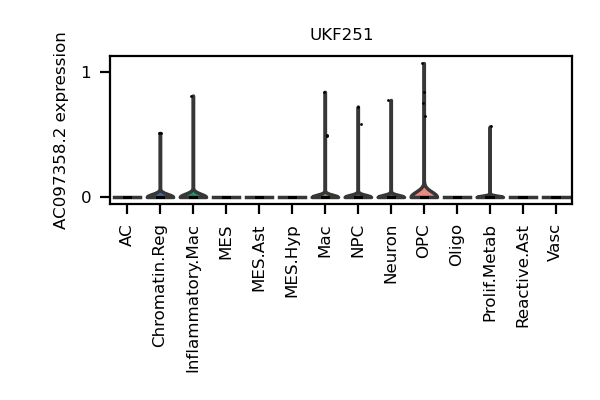 UKF251
AC097358.2 expression
1
0
AC
Chromatin.Reg
Inflammatory.Mac
MES
MES.Ast
MES.Hyp
Mac
NPC
Neuron
OPC
Oligo
Prolif.Metab
Reactive.Ast
Vasc